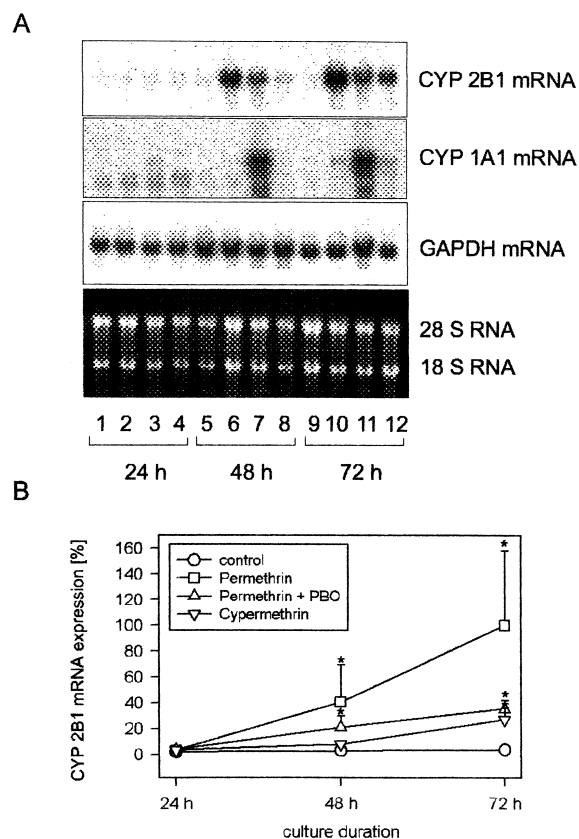 A
CYP 2B1 mRNA
CYP 1A1 mRNA
GAPDH mRNA
28 S RNA
18 S RNA
1 2 3 4 5 6 7 8 9 10 11 12
24 h 48 h 72 h
B
CYP 2B1 mRNA expression [%]
160
140
120
100
80
60
40
20
0
control
Permethrin
Permethrin + PBO
Cypermethrin
*
*
*
*
*
24 h 48 h 72 h
culture duration